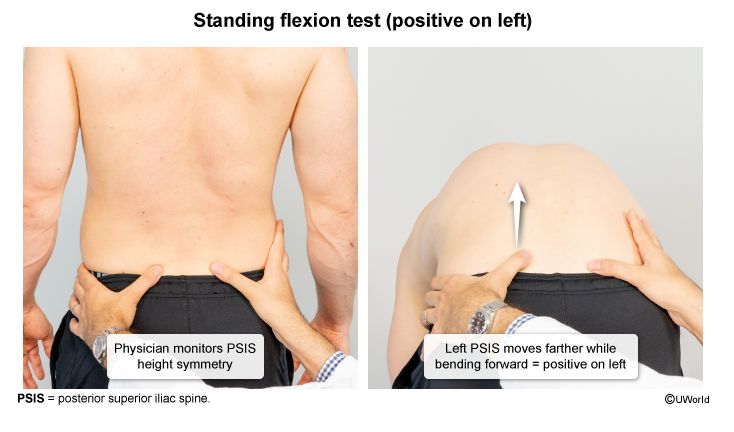 Standing flexion test (positive on left)
Physician monitors PSIS
height symmetry
Left PSIS moves farther while
bending forward = positive on left
PSIS = posterior superior iliac spine.
©UWorld